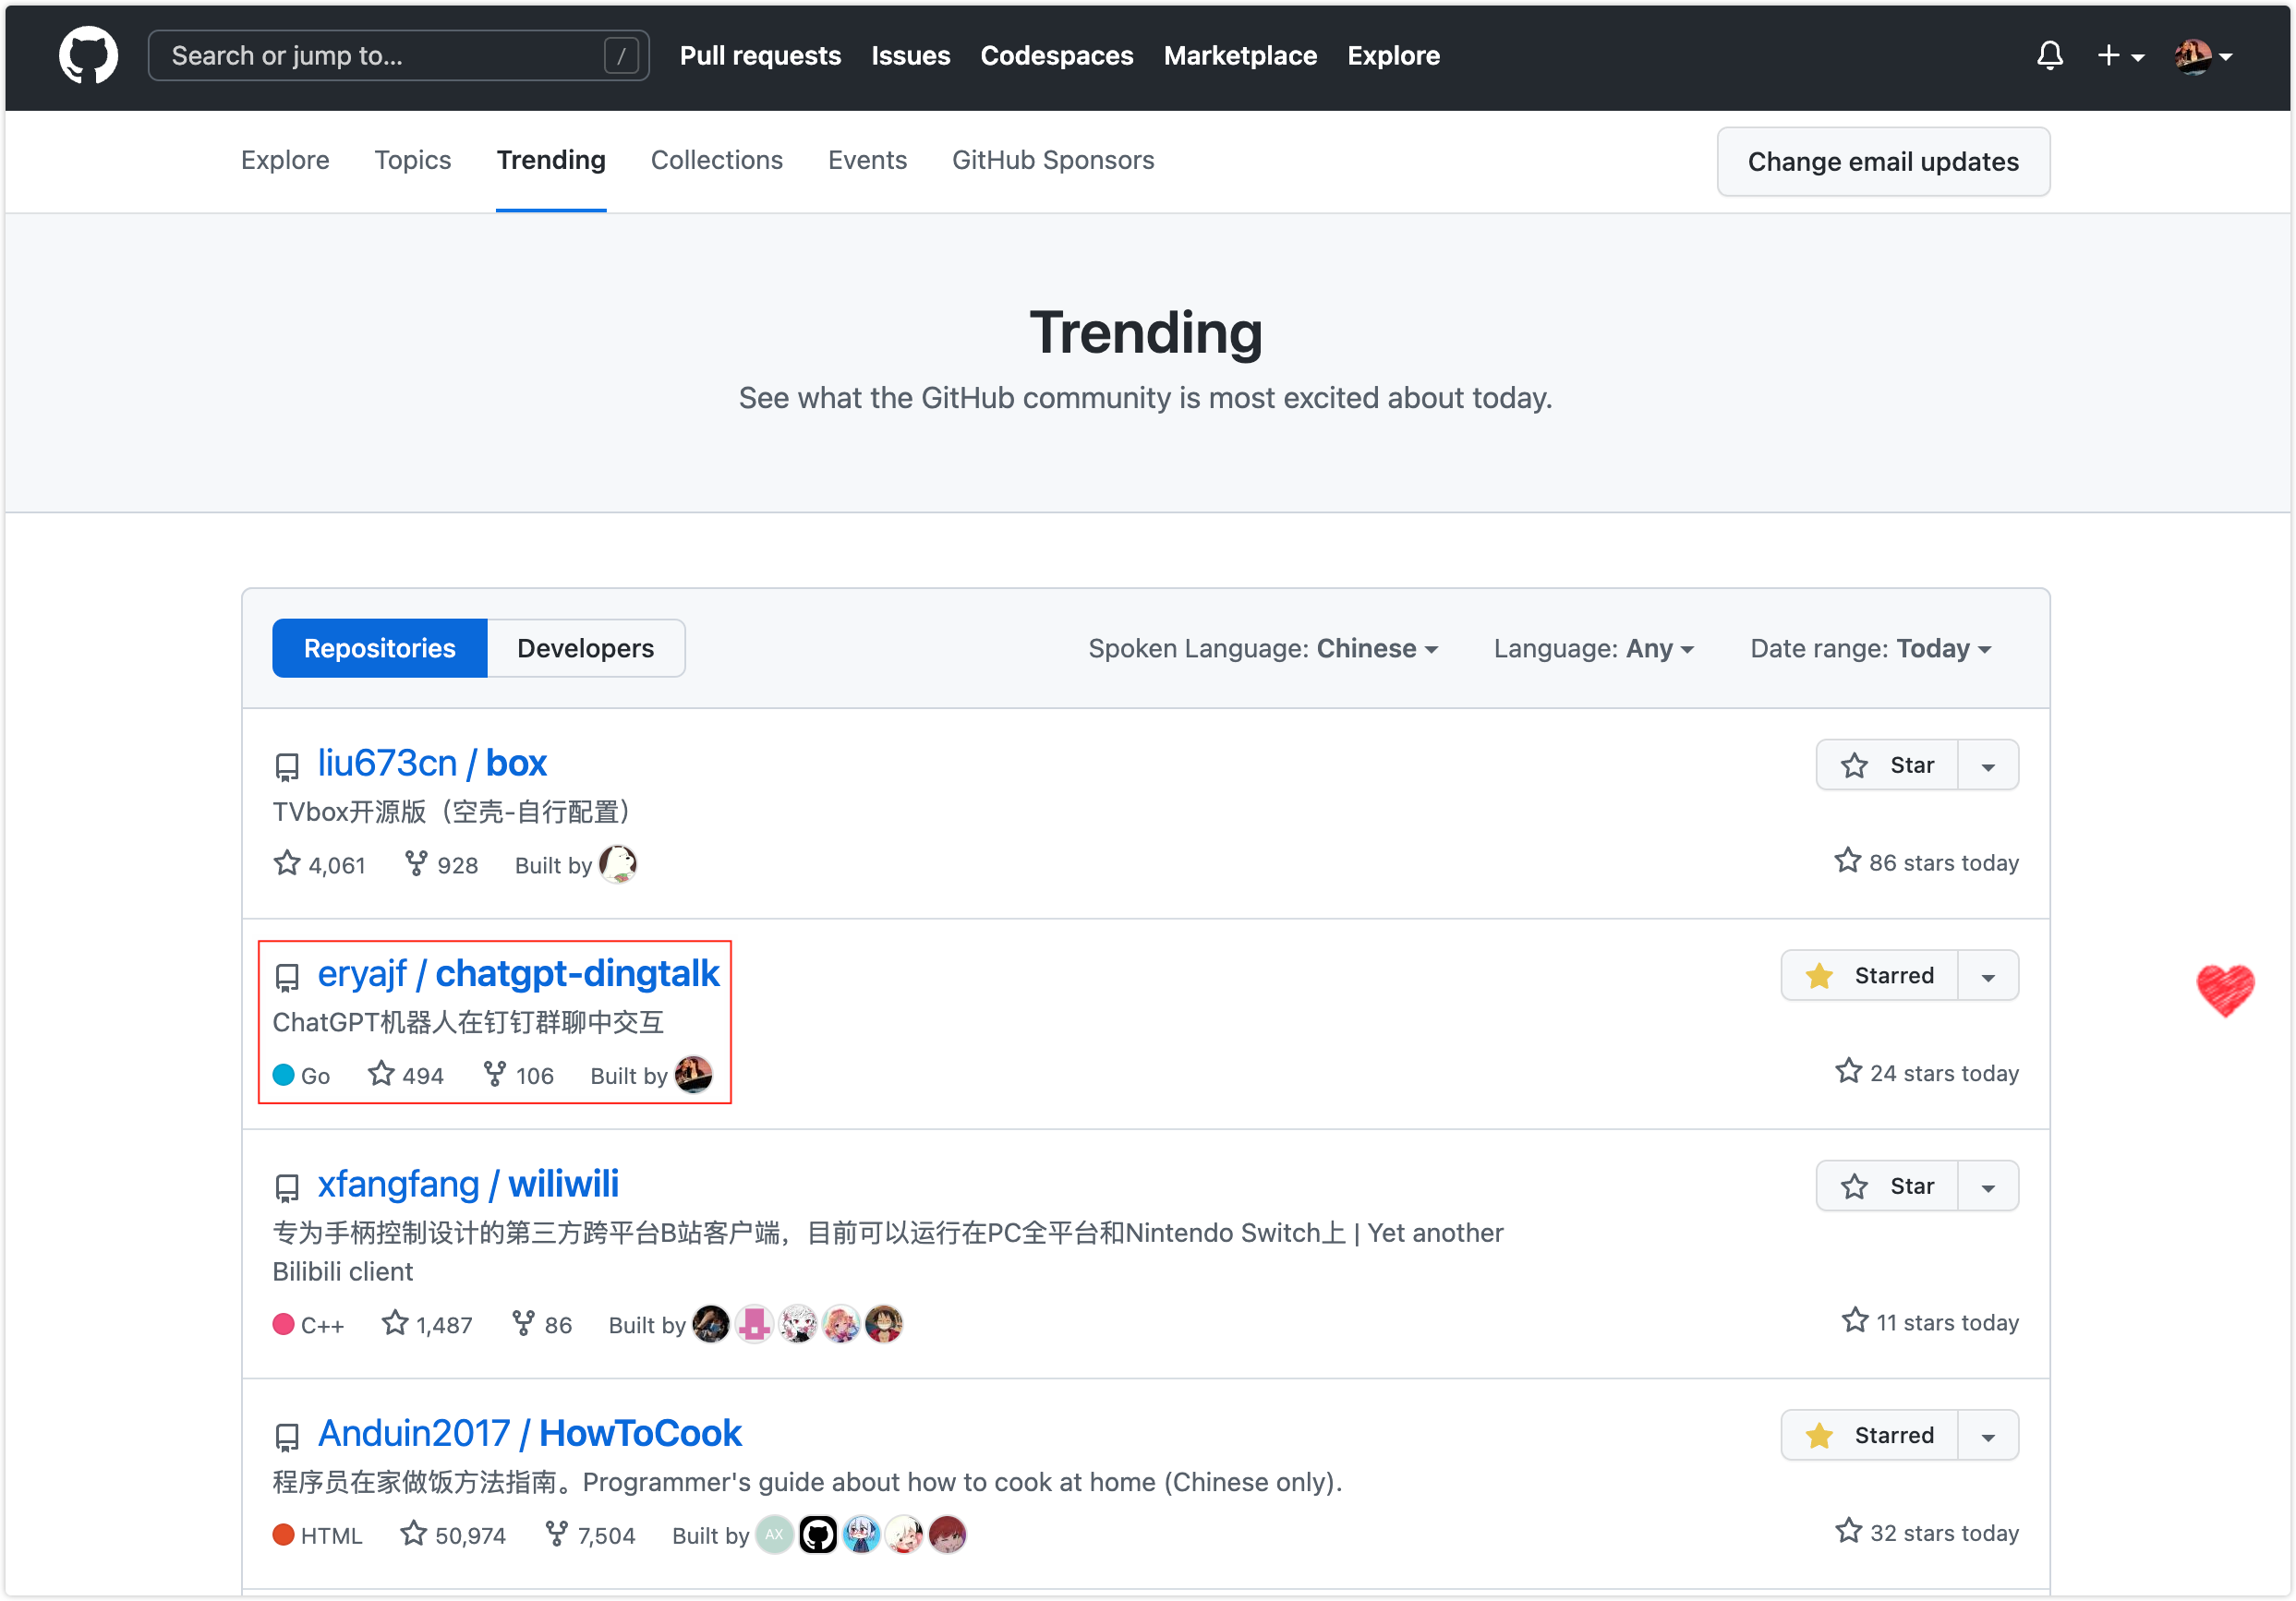 Search or jump to... /
Pull requests Issues Codespaces Marketplace Explore
Explore Topics Trending Collections Events GitHub Sponsors
Change email updates
Trending
See what the GitHub community is most excited about today.
Repositories Developers
Spoken Language: Chinese Language: Any Date range: Today
liu673cn / box
Star
TVbox开源版（空壳-自行配置）
4,061 928 Built by
86 stars today
eryajf / chatgpt-dingtalk
Starred
ChatGPT机器人在钉钉群聊中交互
Go 494 106 Built by
24 stars today
xfangfang / wiliwili
Star
专为手柄控制设计的第三方跨平台B站客户端，目前可以运行在PC全平台和Nintendo Switch上 | Yet another
Bilibili client
C++ 1,487 86 Built by
11 stars today
Anduin2017 / HowToCook
Starred
程序员在家做饭方法指南。Programmer's guide about how to cook at home (Chinese only).
HTML 50,974 7,504 Built by AX
32 stars today